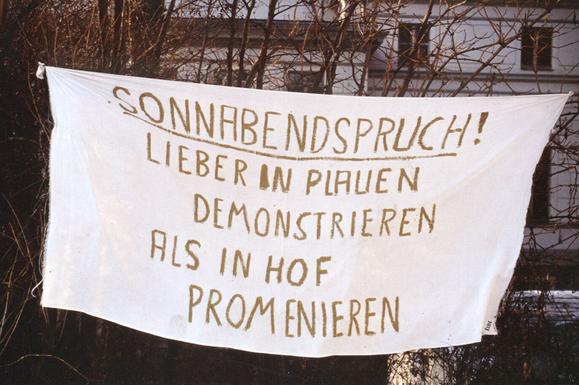 SONNABENDSPRUCH!
LIEBER IN PLAUEN
DEMONSTRIEREN
ALS IN HOF
PROMENIEREN